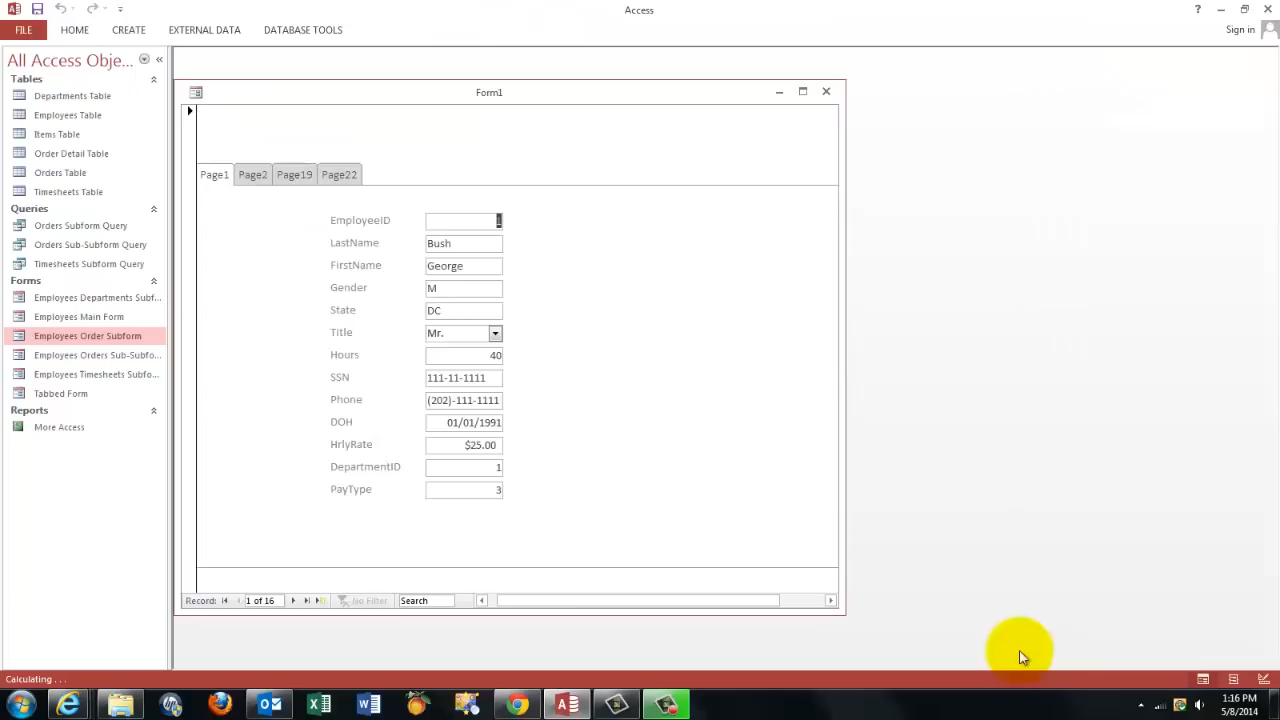 Access
?
FILE HOME CREATE EXTERNAL DATA DATABASE TOOLS Sign in
All Access Obje... «
Tables
Departments Table
Employees Table
Items Table
Order Detail Table
Orders Table
Timesheets Table
Queries
Orders Subform Query
Orders Sub-Subform Query
Timesheets Subform Query
Forms
Employees Departments Subf...
Employees Main Form
Employees Order Subform
Employees Orders Sub-Subfo...
Employees Timesheets Subfo...
Tabbed Form
Reports
More Access
Form1
Page1 Page2 Page19 Page22
EmployeeID 1
LastName Bush
FirstName George
Gender M
State DC
Title Mr.
Hours 40
SSN 111-11-1111
Phone (202)-111-1111
DOH 01/01/1991
HrlyRate $25.00
DepartmentID 1
PayType 3
Record: 1 of 16 No Filter Search
Calculating . . .
1:16 PM
5/8/2014